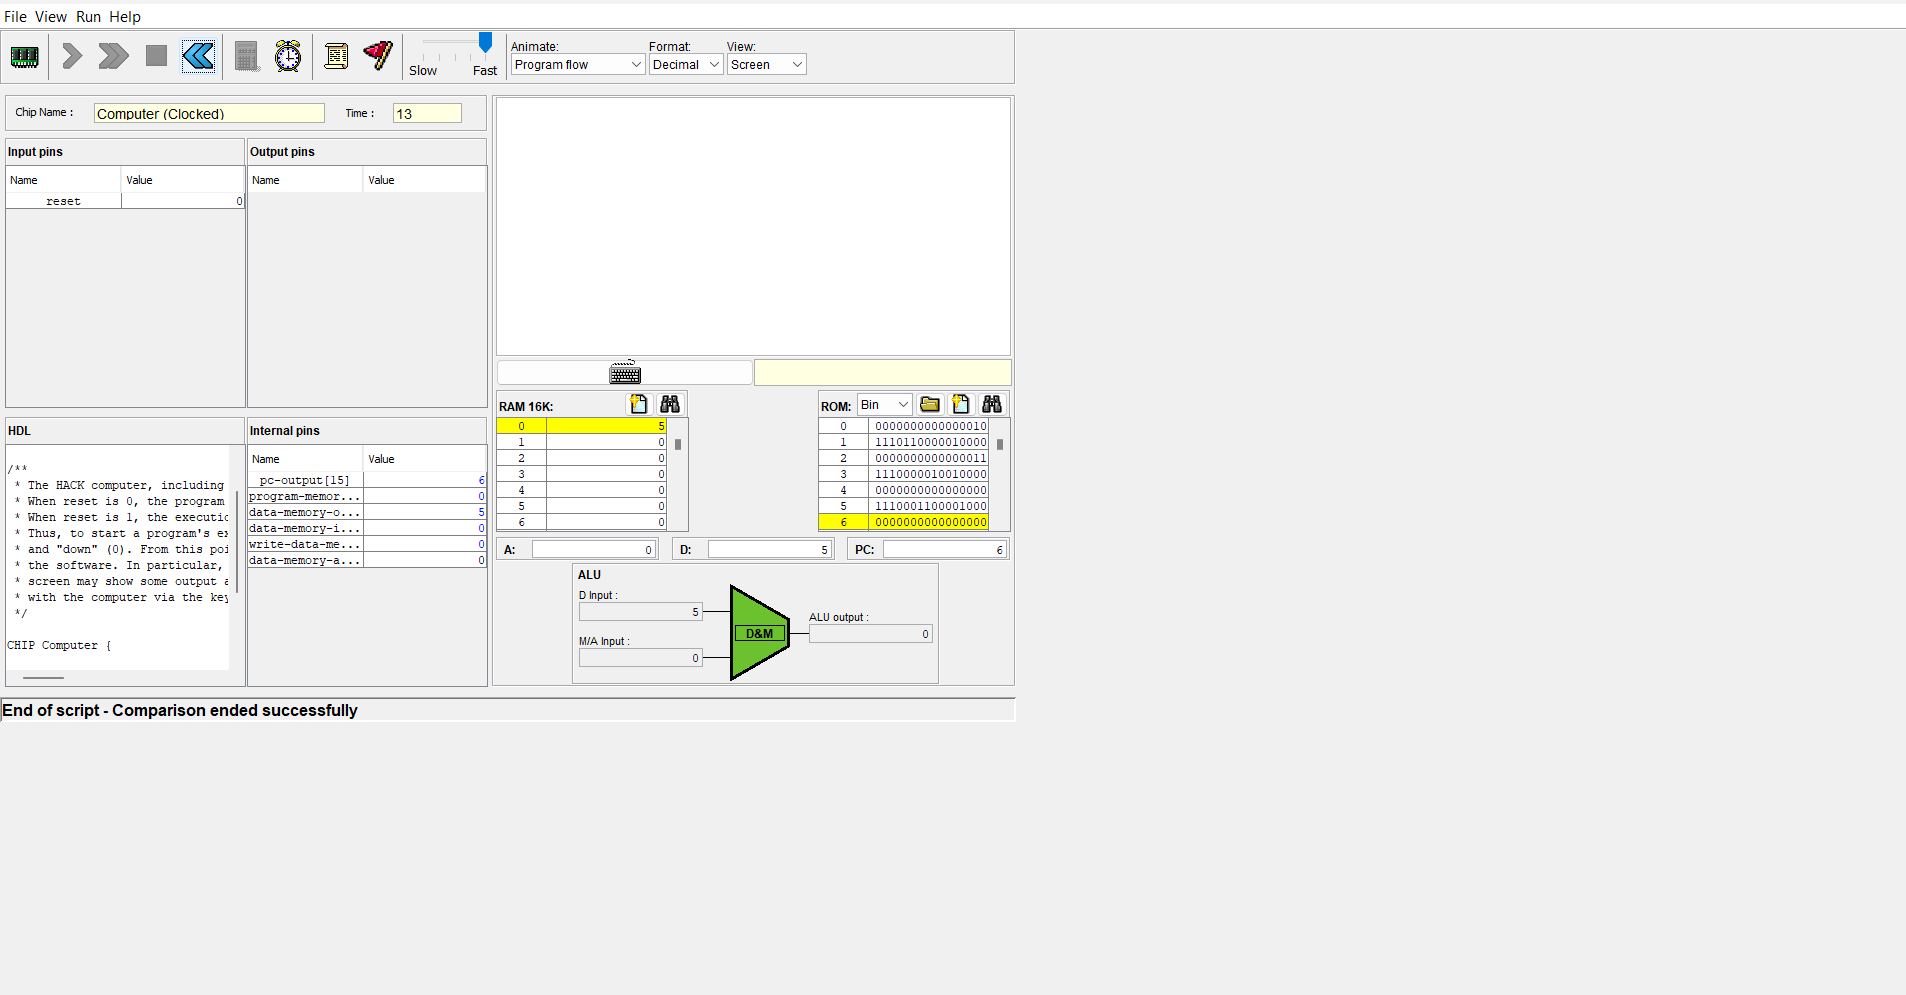 File View Run Help
Slow Fast
Animate: Format: View:
Program flow Decimal Screen
Chip Name : Computer (Clocked) Time : 13
Input pins
Name Value
reset 0
Output pins
Name Value
HDL
/**
* The HACK computer, including
* When reset is 0, the program
* When reset is 1, the executio
* Thus, to start a program's ex
* and "down" (0). From this poi
* the software. In particular,
* screen may show some output a
* with the computer via the key
*/
CHIP Computer {
Internal pins
Name Value
pc-output[15] 6
program-memor... 0
data-memory-o... 5
data-memory-i... 0
write-data-me... 0
data-memory-a... 0
RAM 16K:
0 5
1 0
2 0
3 0
4 0
5 0
6 0
ROM: Bin
0 0000000000000010
1 1110110000010000
2 0000000000000011
3 1110000010010000
4 0000000000000000
5 1110001100001000
6 0000000000000000
A: 0 D: 5 PC: 6
ALU
D Input :
5
M/A Input :
0
D&M
ALU output :
0
End of script - Comparison ended successfully